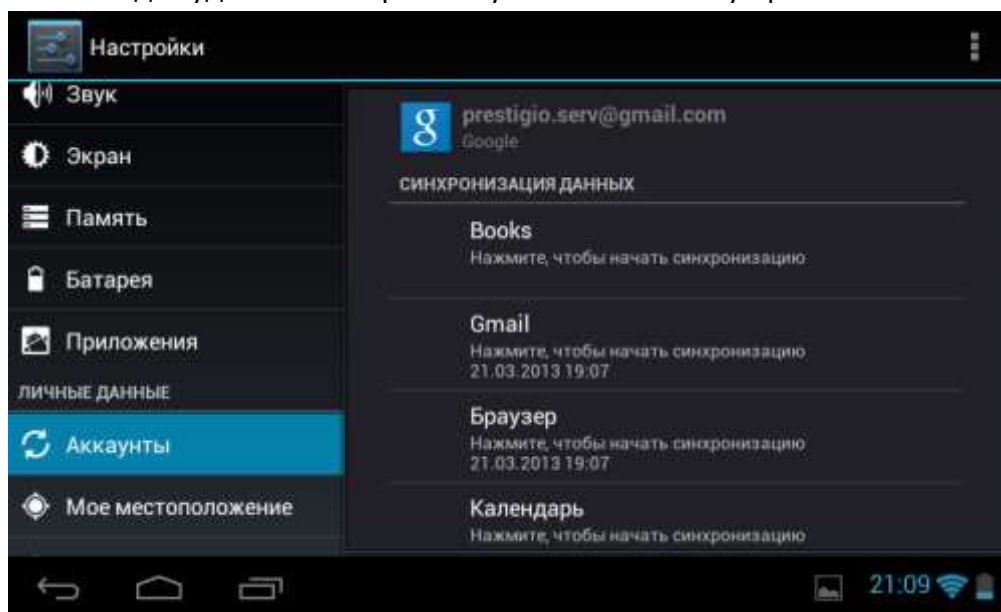 Настройки
Звук
Экран
Память
Батарея
Приложения
ЛИЧНЫЕ ДАННЫЕ
Аккаунты
Мое местоположение
prestigio.serv@gmail.com
Google
СИНХРОНИЗАЦИЯ ДАННЫХ
Books
Нажмите, чтобы начать синхронизацию
Gmail
Нажмите, чтобы начать синхронизацию
21.03.2013 19:07
Браузер
Нажмите, чтобы начать синхронизацию
21.03.2013 19:07
Календарь
Нажмите, чтобы начать синхронизацию
21:09